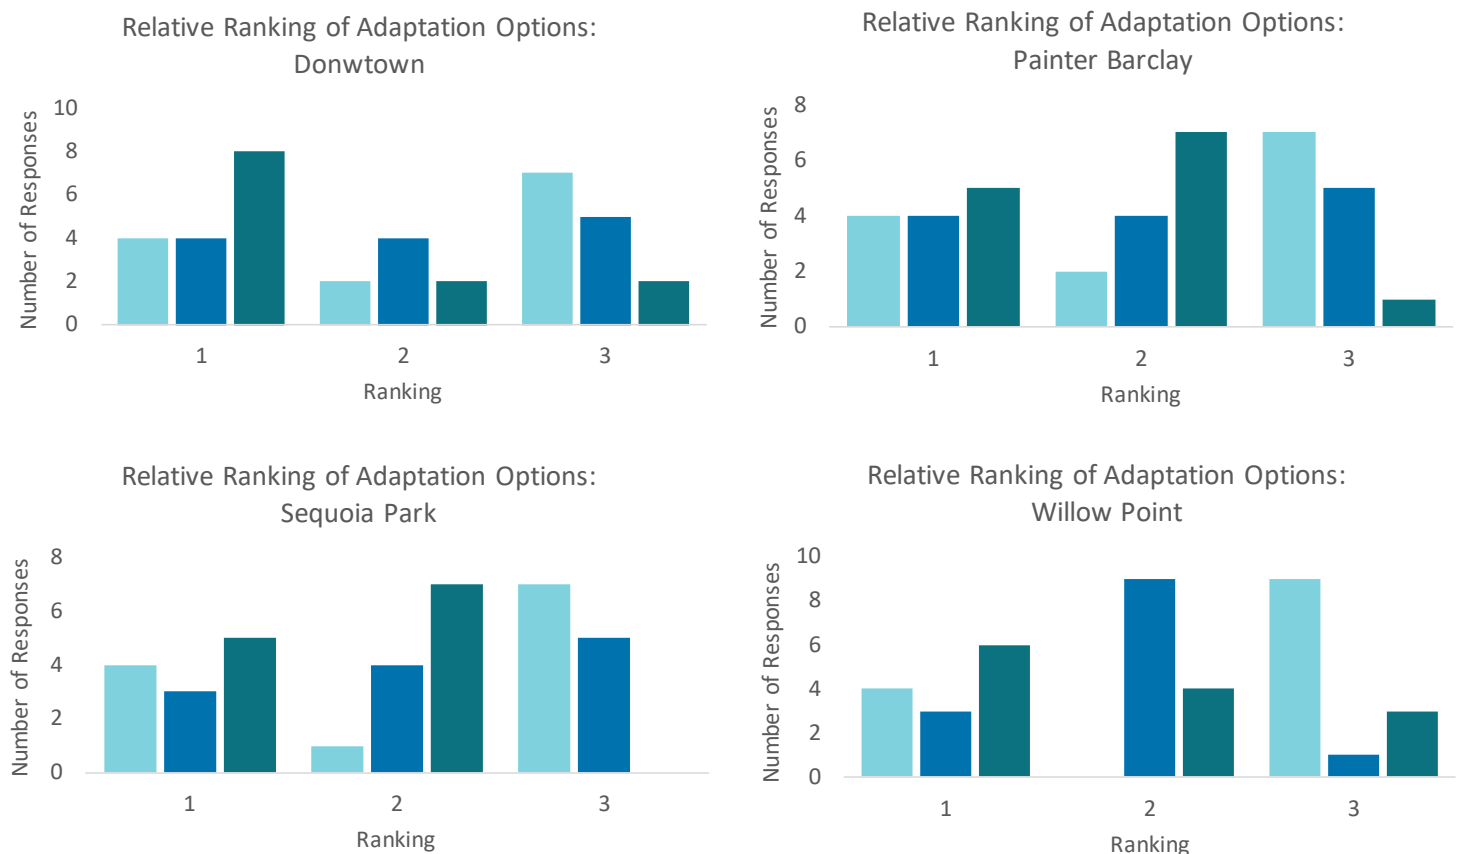 Relative Ranking of Adaptation Options:
Donwtown
Number of Responses
10
8
6
4
2
0
1 2 3
Ranking
Relative Ranking of Adaptation Options:
Painter Barclay
Number of Responses
8
6
4
2
0
1 2 3
Ranking
Relative Ranking of Adaptation Options:
Sequoia Park
Number of Responses
8
6
4
2
0
1 2 3
Ranking
Relative Ranking of Adaptation Options:
Willow Point
Number of Responses
10
8
6
4
2
0
1 2 3
Ranking